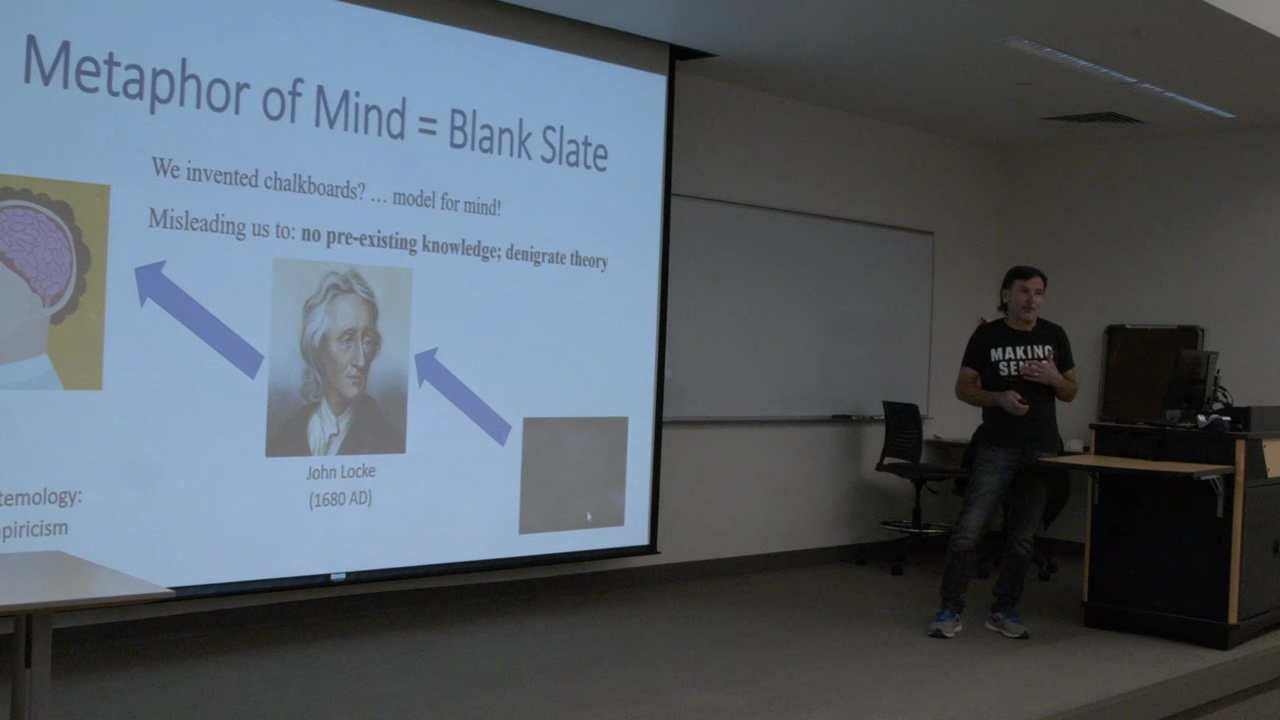 Metaphor of Mind = Blank Slate
We invented chalkboards? ... model for mind!
Misleading us to: no pre-existing knowledge; denigrate theory
John Locke
(1680 AD)
temology:
piricism
MAKING
SEN